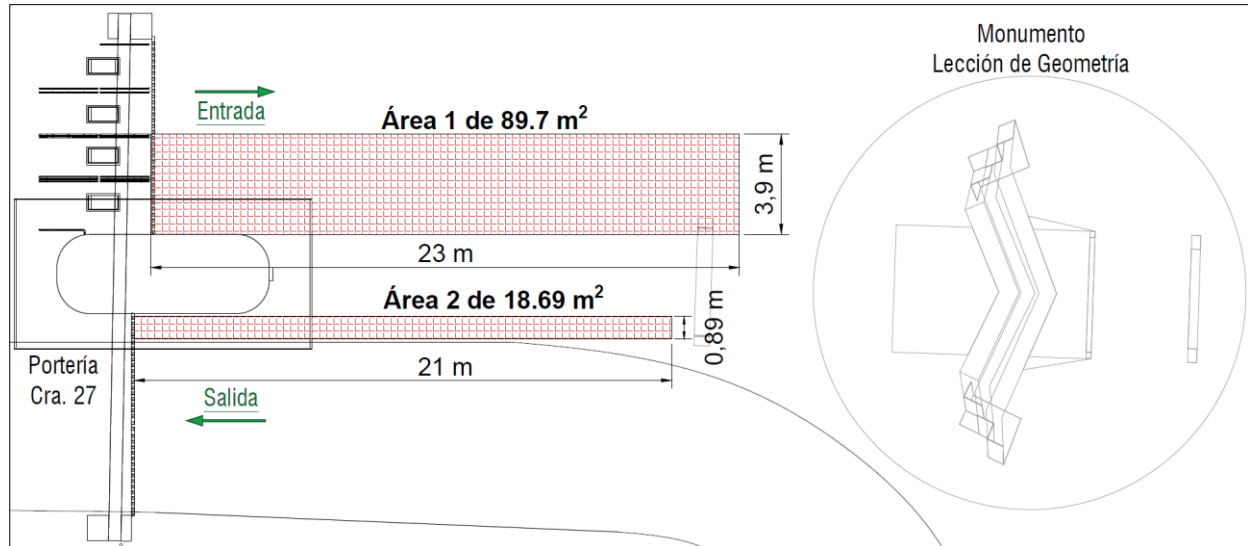 Monumento
Lección de Geometría
Entrada
Área 1 de 89.7 m²
3,9 m
23 m
Área 2 de 18.69 m²
0,89 m
21 m
Portería
Cra. 27
Salida